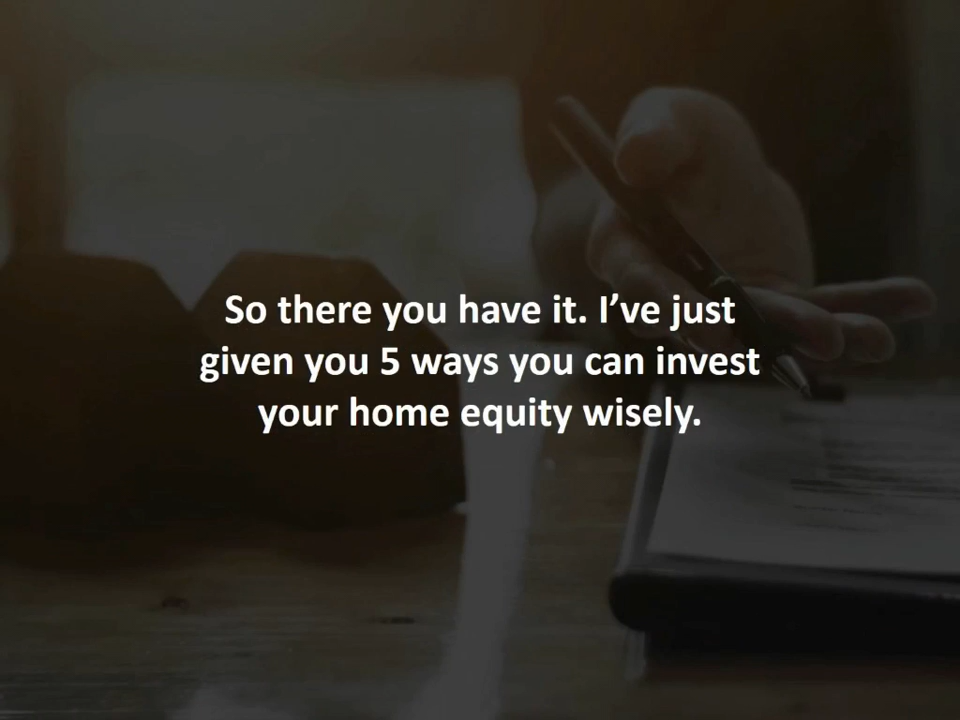 So there you have it. I’ve just
given you 5 ways you can invest
your home equity wisely.